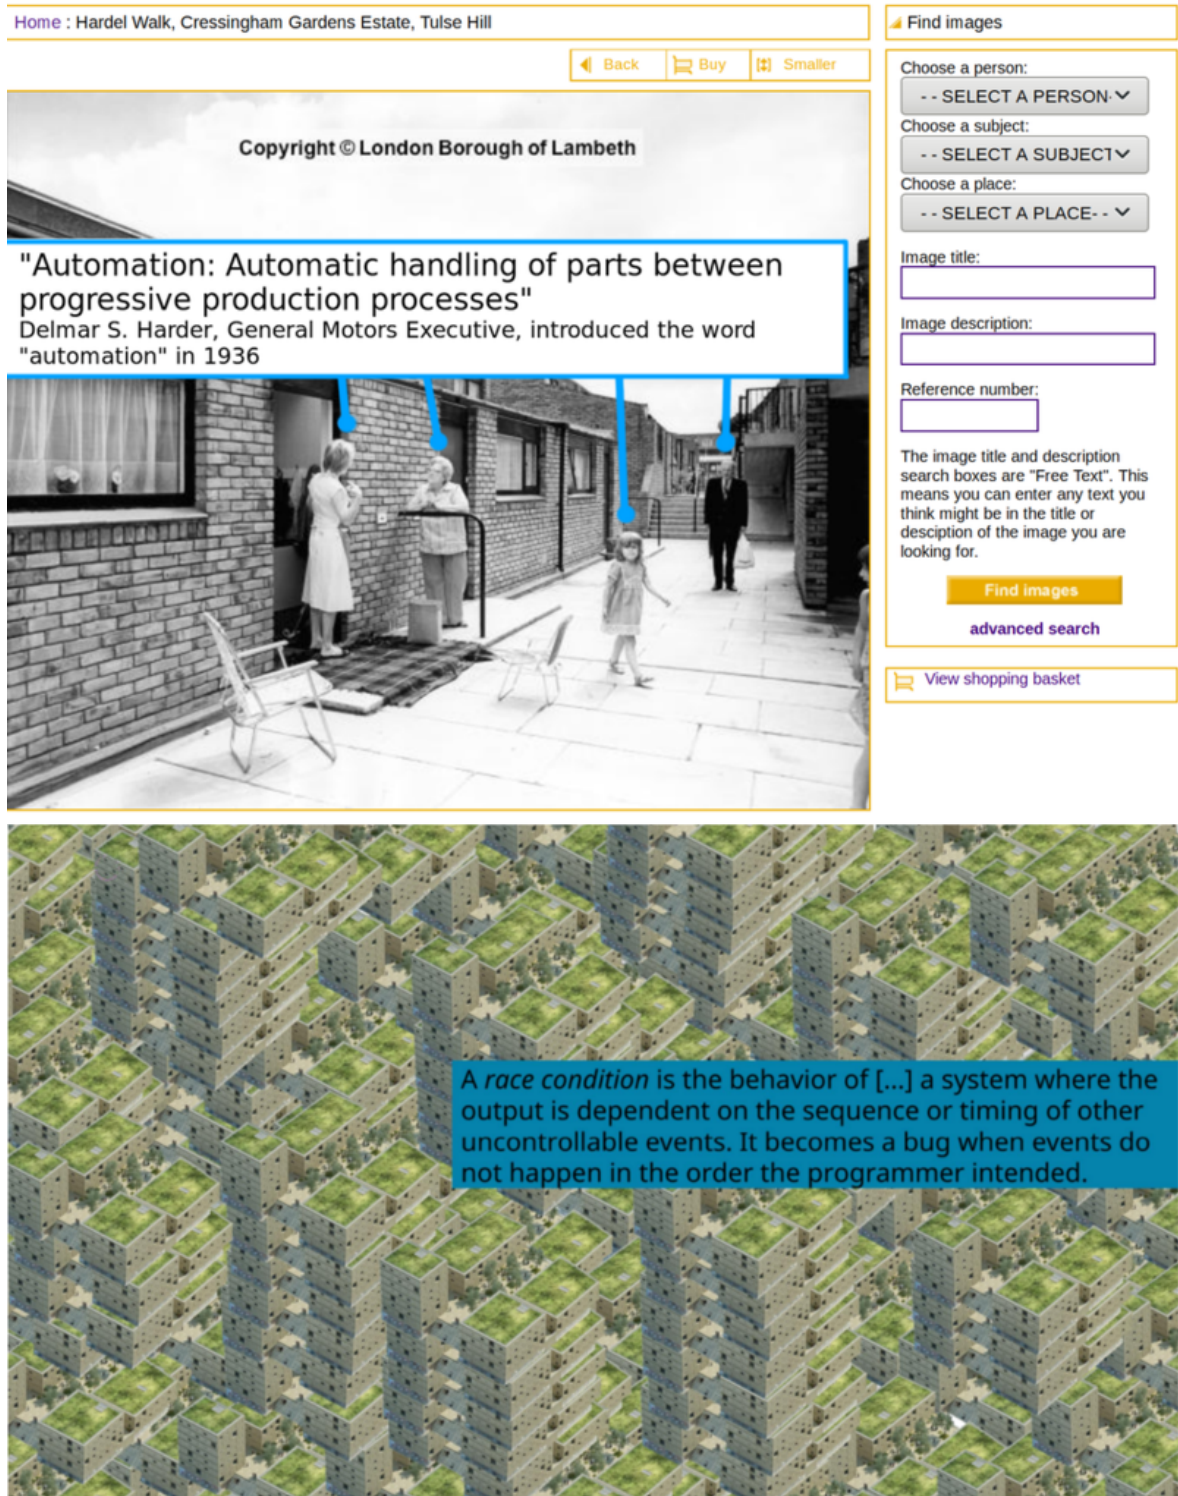 Home : Hardel Walk, Cressingham Gardens Estate, Tulse Hill
Back
Buy
Smaller
Copyright © London Borough of Lambeth
"Automation: Automatic handling of parts between
progressive production processes"
Delmar S. Harder, General Motors Executive, introduced the word
"automation" in 1936
Find images
Choose a person:
- - SELECT A PERSON-
Choose a subject:
- - SELECT A SUBJECT
Choose a place:
- - SELECT A PLACE- -
Image title:
Image description:
Reference number:
The image title and description
search boxes are "Free Text". This
means you can enter any text you
think might be in the title or
desciption of the image you are
looking for.
Find images
advanced search
View shopping basket
A race condition is the behavior of [...] a system where the
output is dependent on the sequence or timing of other
uncontrollable events. It becomes a bug when events do
not happen in the order the programmer intended.